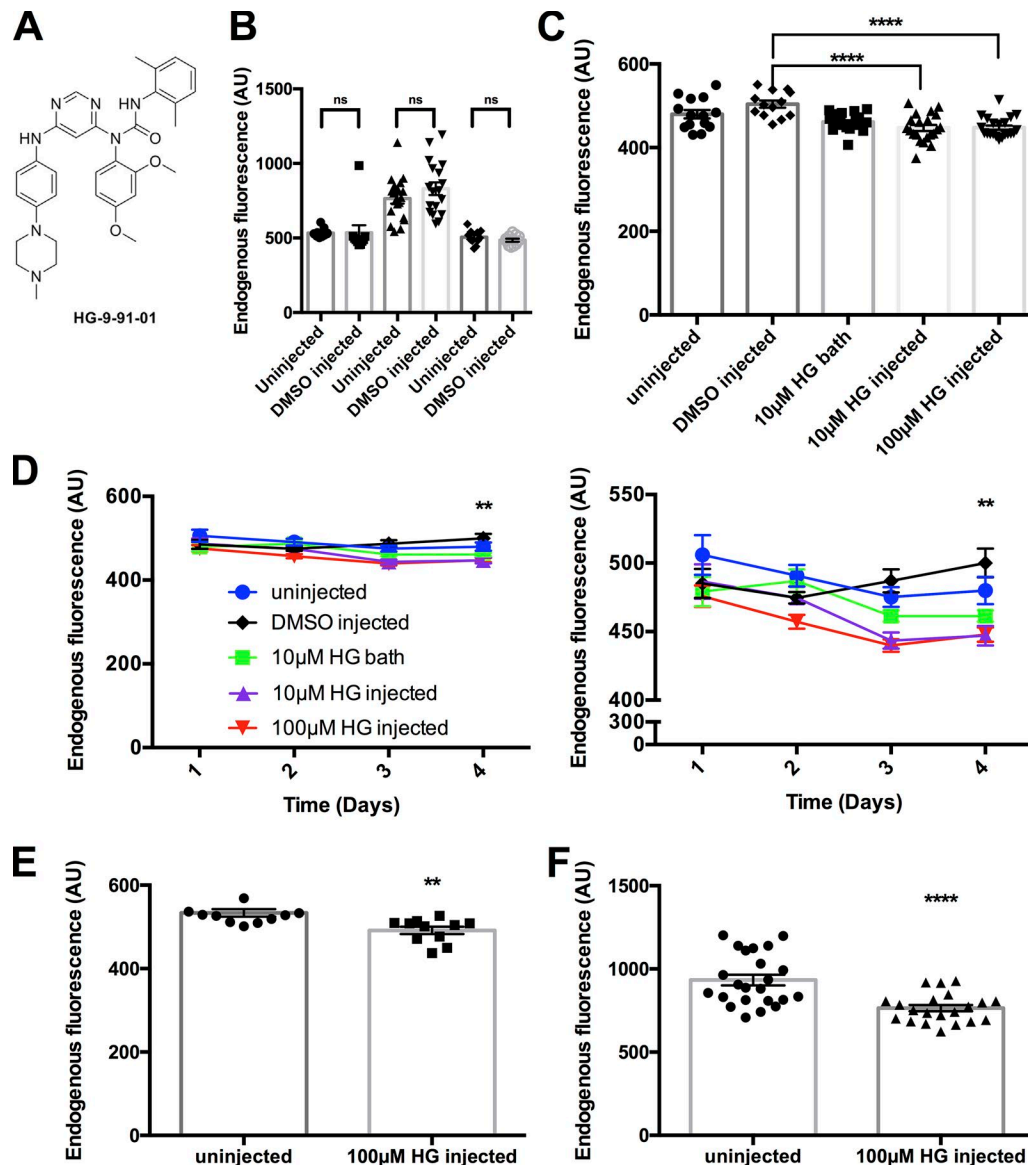 A
N
N
HN
HN
N
O
O
O
N
N
HG-9-91-01
B
Endogenous fluorescence (AU)
1500
1000
500
0
ns
ns
ns
Uninjected
DMSO injected
Uninjected
DMSO injected
Uninjected
DMSO injected
C
Endogenous fluorescence (AU)
600
400
200
0
****
****
uninjected
DMSO injected
10µM HG bath
10µM HG injected
100µM HG injected
D
Endogenous fluorescence (AU)
600
400
200
0
**
uninjected
DMSO injected
10µM HG bath
10µM HG injected
100µM HG injected
1
2
3
4
Time (Days)
Endogenous fluorescence (AU)
550
500
450
400
300
0
**
1
2
3
4
Time (Days)
E
Endogenous fluorescence (AU)
600
400
200
0
**
uninjected
100µM HG injected
F
Endogenous fluorescence (AU)
1500
1000
500
0
****
uninjected
100µM HG injected